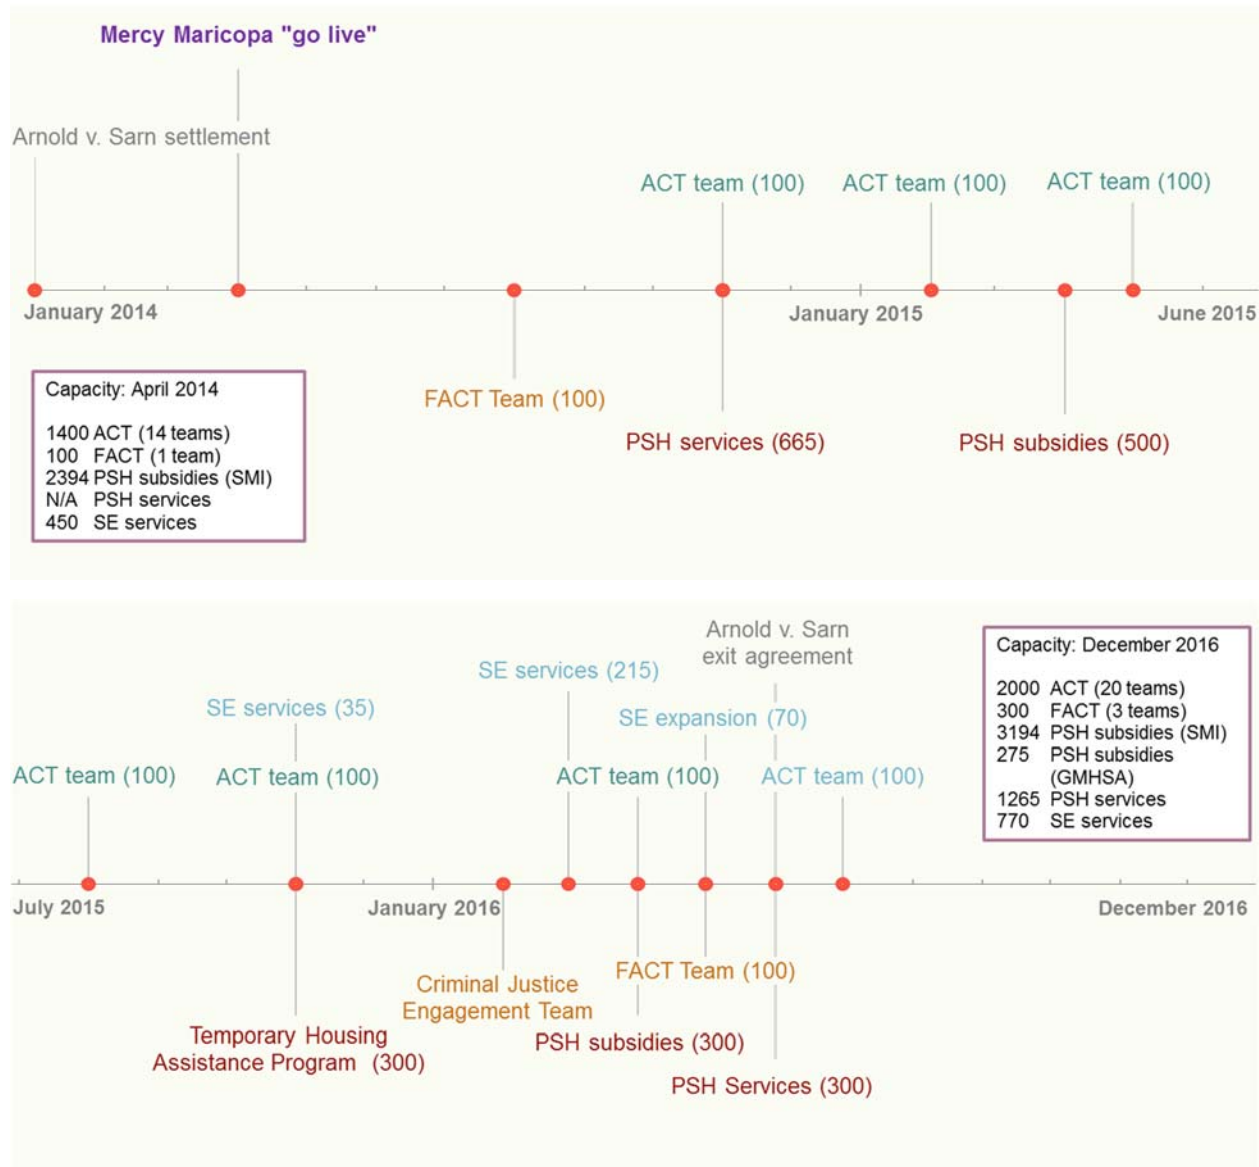 Mercy Maricopa "go live"
Arnold v. Sarn settlement
ACT team (100)
ACT team (100)
ACT team (100)
January 2014
January 2015
June 2015
FACT Team (100)
PSH services (665)
PSH subsidies (500)
Capacity: April 2014
1400 ACT (14 teams)
100 FACT (1 team)
2394 PSH subsidies (SMI)
N/A PSH services
450 SE services
Arnold v. Sarn
exit agreement
SE services (215)
SE services (35)
SE expansion (70)
ACT team (100)
ACT team (100)
ACT team (100)
ACT team (100)
Capacity: December 2016
2000 ACT (20 teams)
300 FACT (3 teams)
3194 PSH subsidies (SMI)
275 PSH subsidies
(GMHSA)
1265 PSH services
770 SE services
July 2015
January 2016
December 2016
Criminal Justice
Engagement Team
FACT Team (100)
Temporary Housing
Assistance Program (300)
PSH subsidies (300)
PSH Services (300)